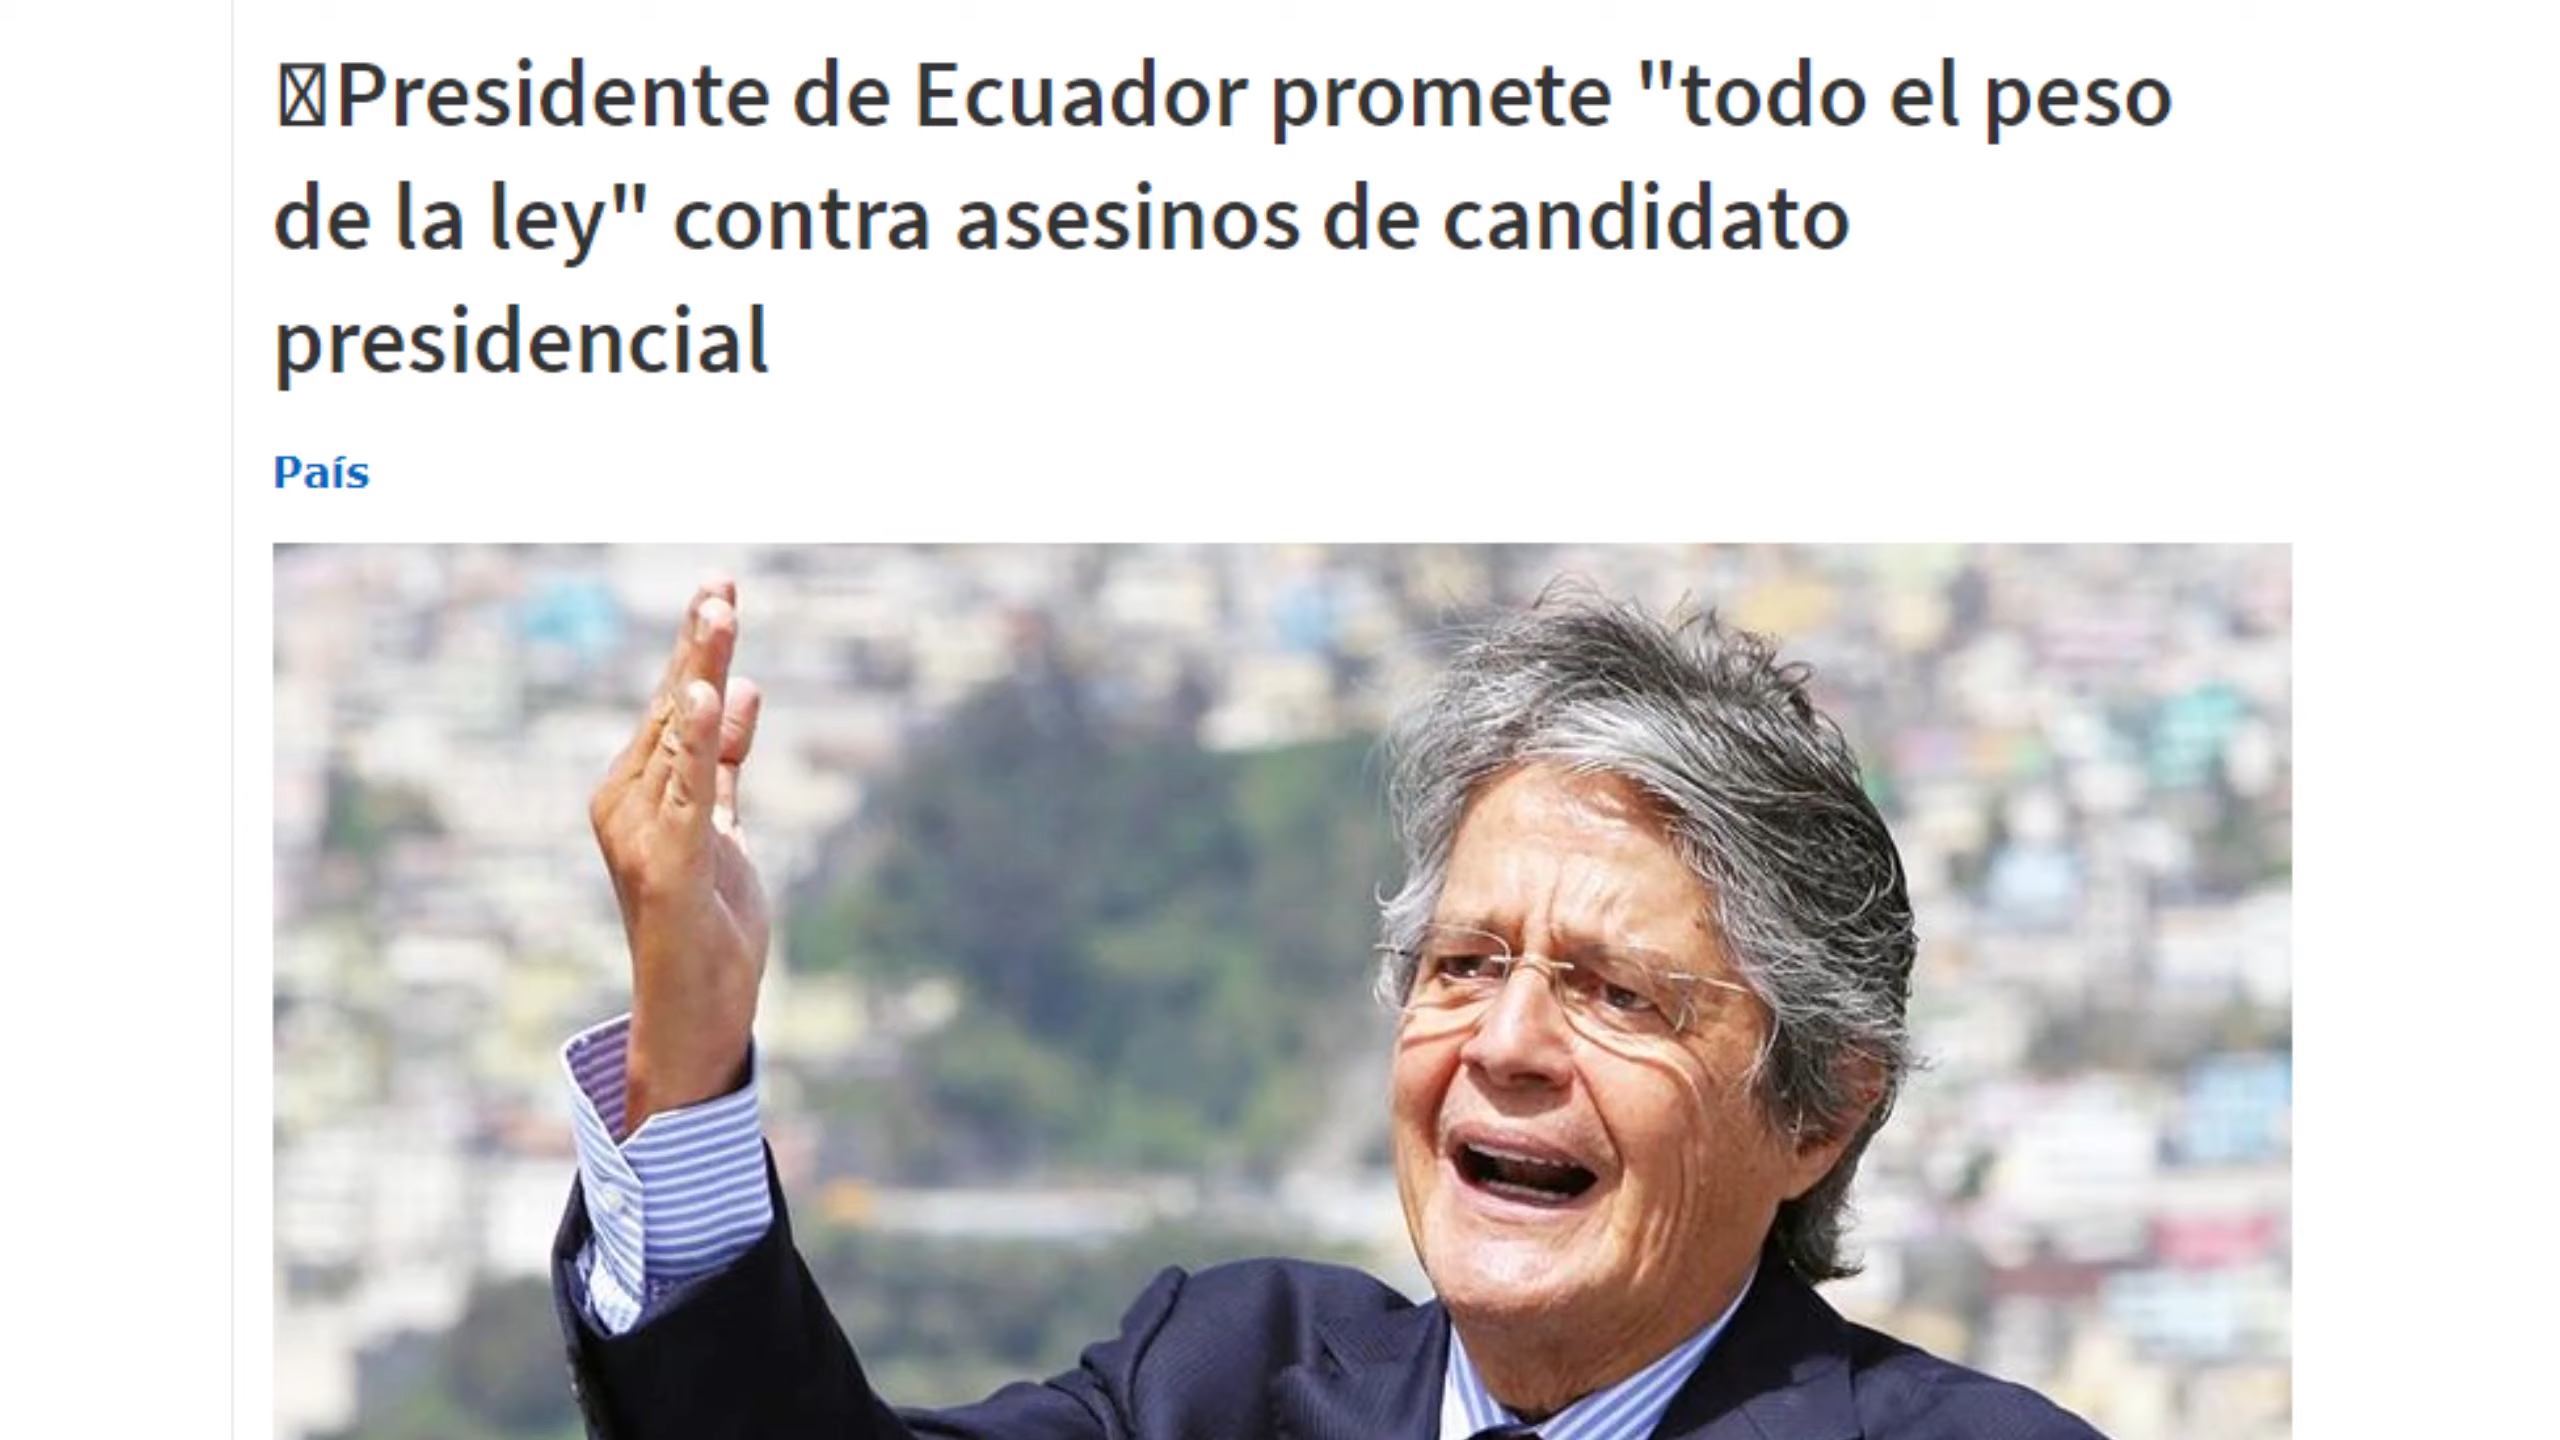 Presidente de Ecuador promete "todo el peso
de la ley" contra asesinos de candidato
presidencial
País